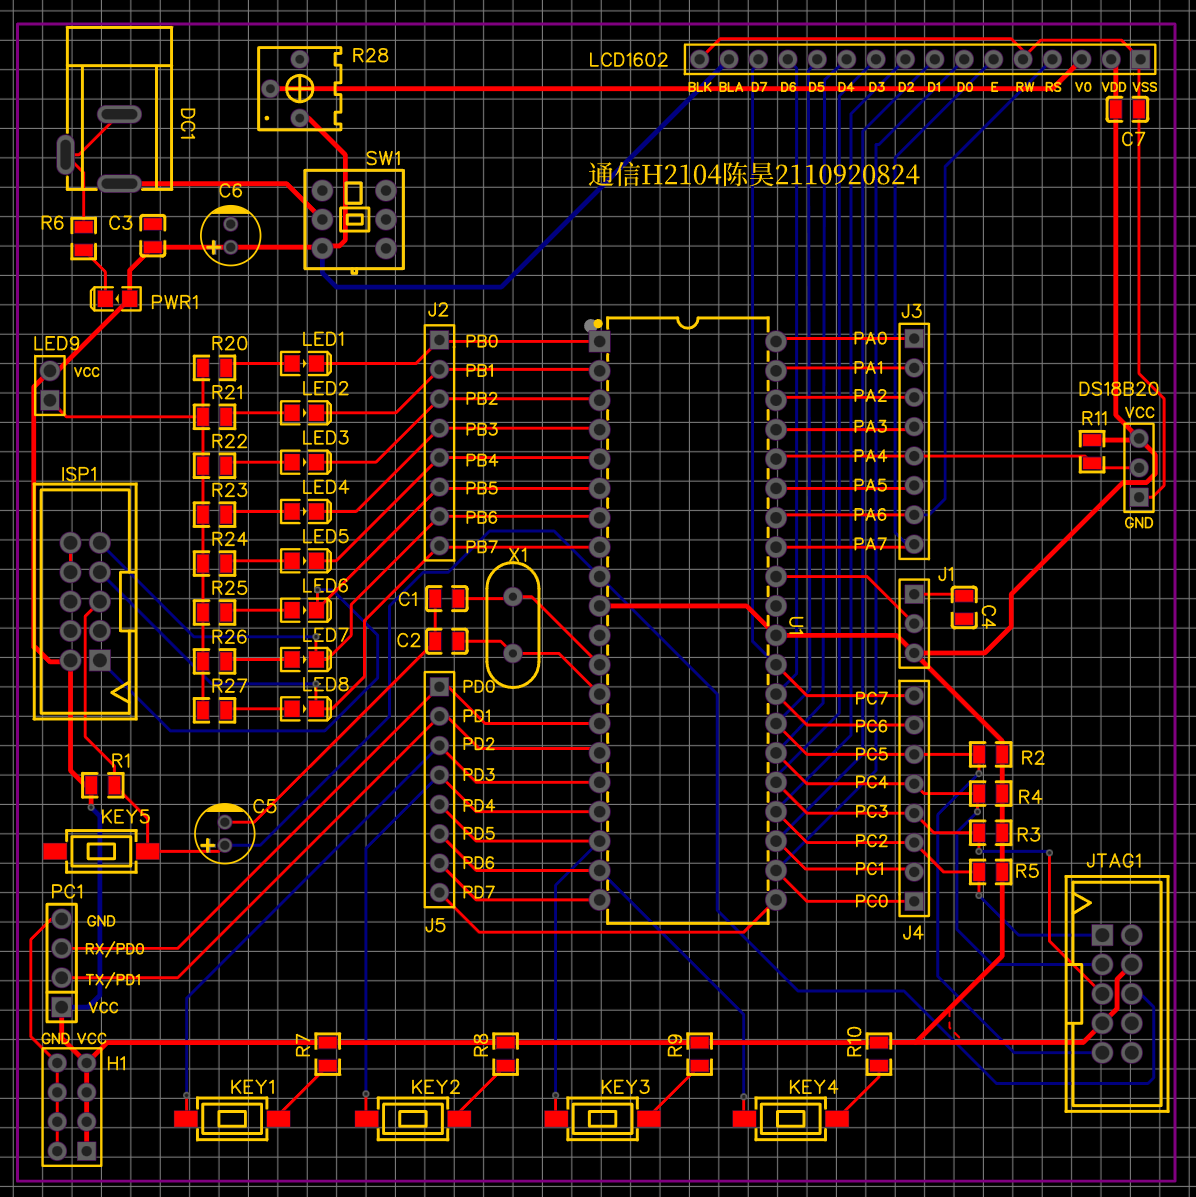 R28
LCD1602
BLK BLA D7 D6 D5 D4 D3 D2 D1 D0 E RW RS V0 VDD VSS
DC1
C7
SW1
通信H2104陈昊2110920824
C6
R6
C3
PWR1
J2
J3
LED9
VCC
R20
LED1
PB0
PA0
R21
LED2
PB1
PA1
DS18B20
R22
LED3
PB2
PA2
R11
VCC
R23
LED4
PB3
PA3
ISP1
PB4
PA4
R24
LED5
PB5
PA5
GND
R25
LED6
PB6
PA6
R26
LED7
PB7
PA7
R27
LED8
X1
J1
C1
C4
C2
U1
PD0
PC7
PD1
PC6
PD2
PC5
R2
R1
PD3
PC4
R4
KEY5
C5
PD4
PC3
R3
PD5
PC2
JTAG1
PD6
PC1
R5
PC1
PD7
PC0
GND
J5
J4
RX/PD0
TX/PD1
VCC
GND VCC
R7
R8
R9
R10
H1
KEY1
KEY2
KEY3
KEY4